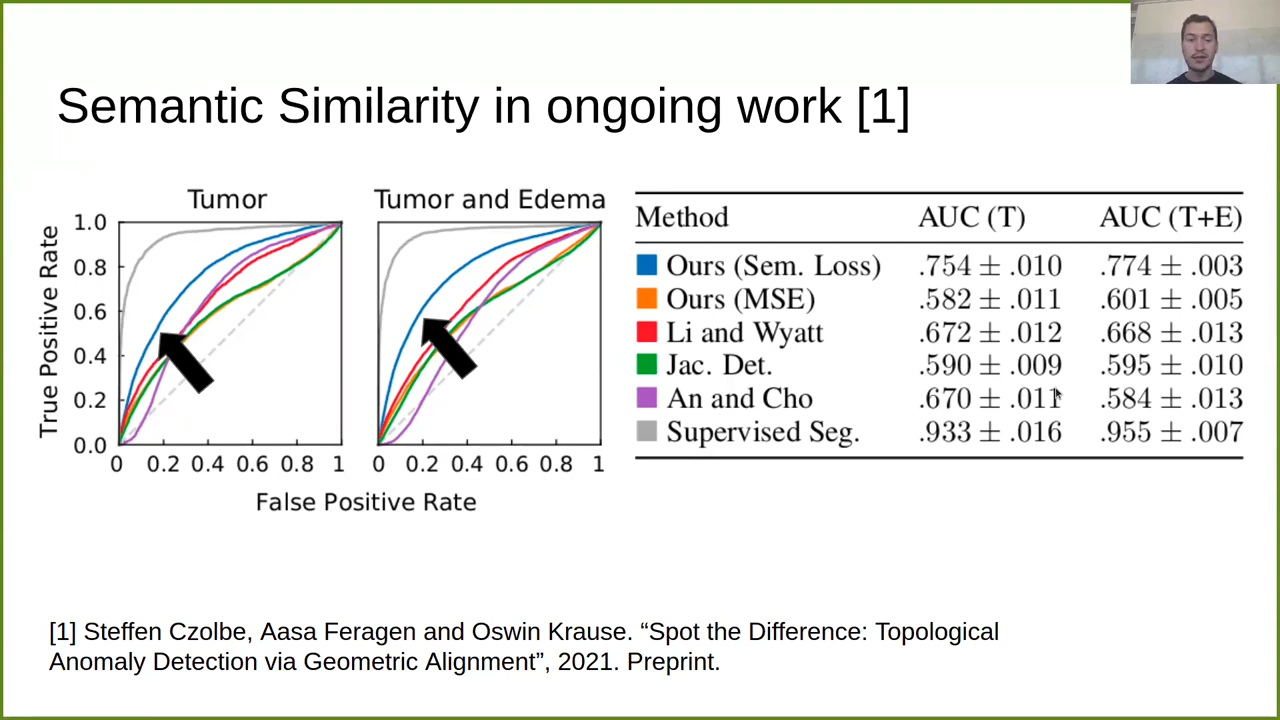 Semantic Similarity in ongoing work [1]
Tumor
Tumor and Edema
True Positive Rate
1.0
0.8
0.6
0.4
0.2
0.0
0 0.2 0.4 0.6 0.8 1
0 0.2 0.4 0.6 0.8 1
False Positive Rate
Method AUC (T) AUC (T+E)
Ours (Sem. Loss) .754 ± .010 .774 ± .003
Ours (MSE) .582 ± .011 .601 ± .005
Li and Wyatt .672 ± .012 .668 ± .013
Jac. Det. .590 ± .009 .595 ± .010
An and Cho .670 ± .011 .584 ± .013
Supervised Seg. .933 ± .016 .955 ± .007
[1] Steffen Czolbe, Aasa Feragen and Oswin Krause. “Spot the Difference: Topological
Anomaly Detection via Geometric Alignment”, 2021. Preprint.